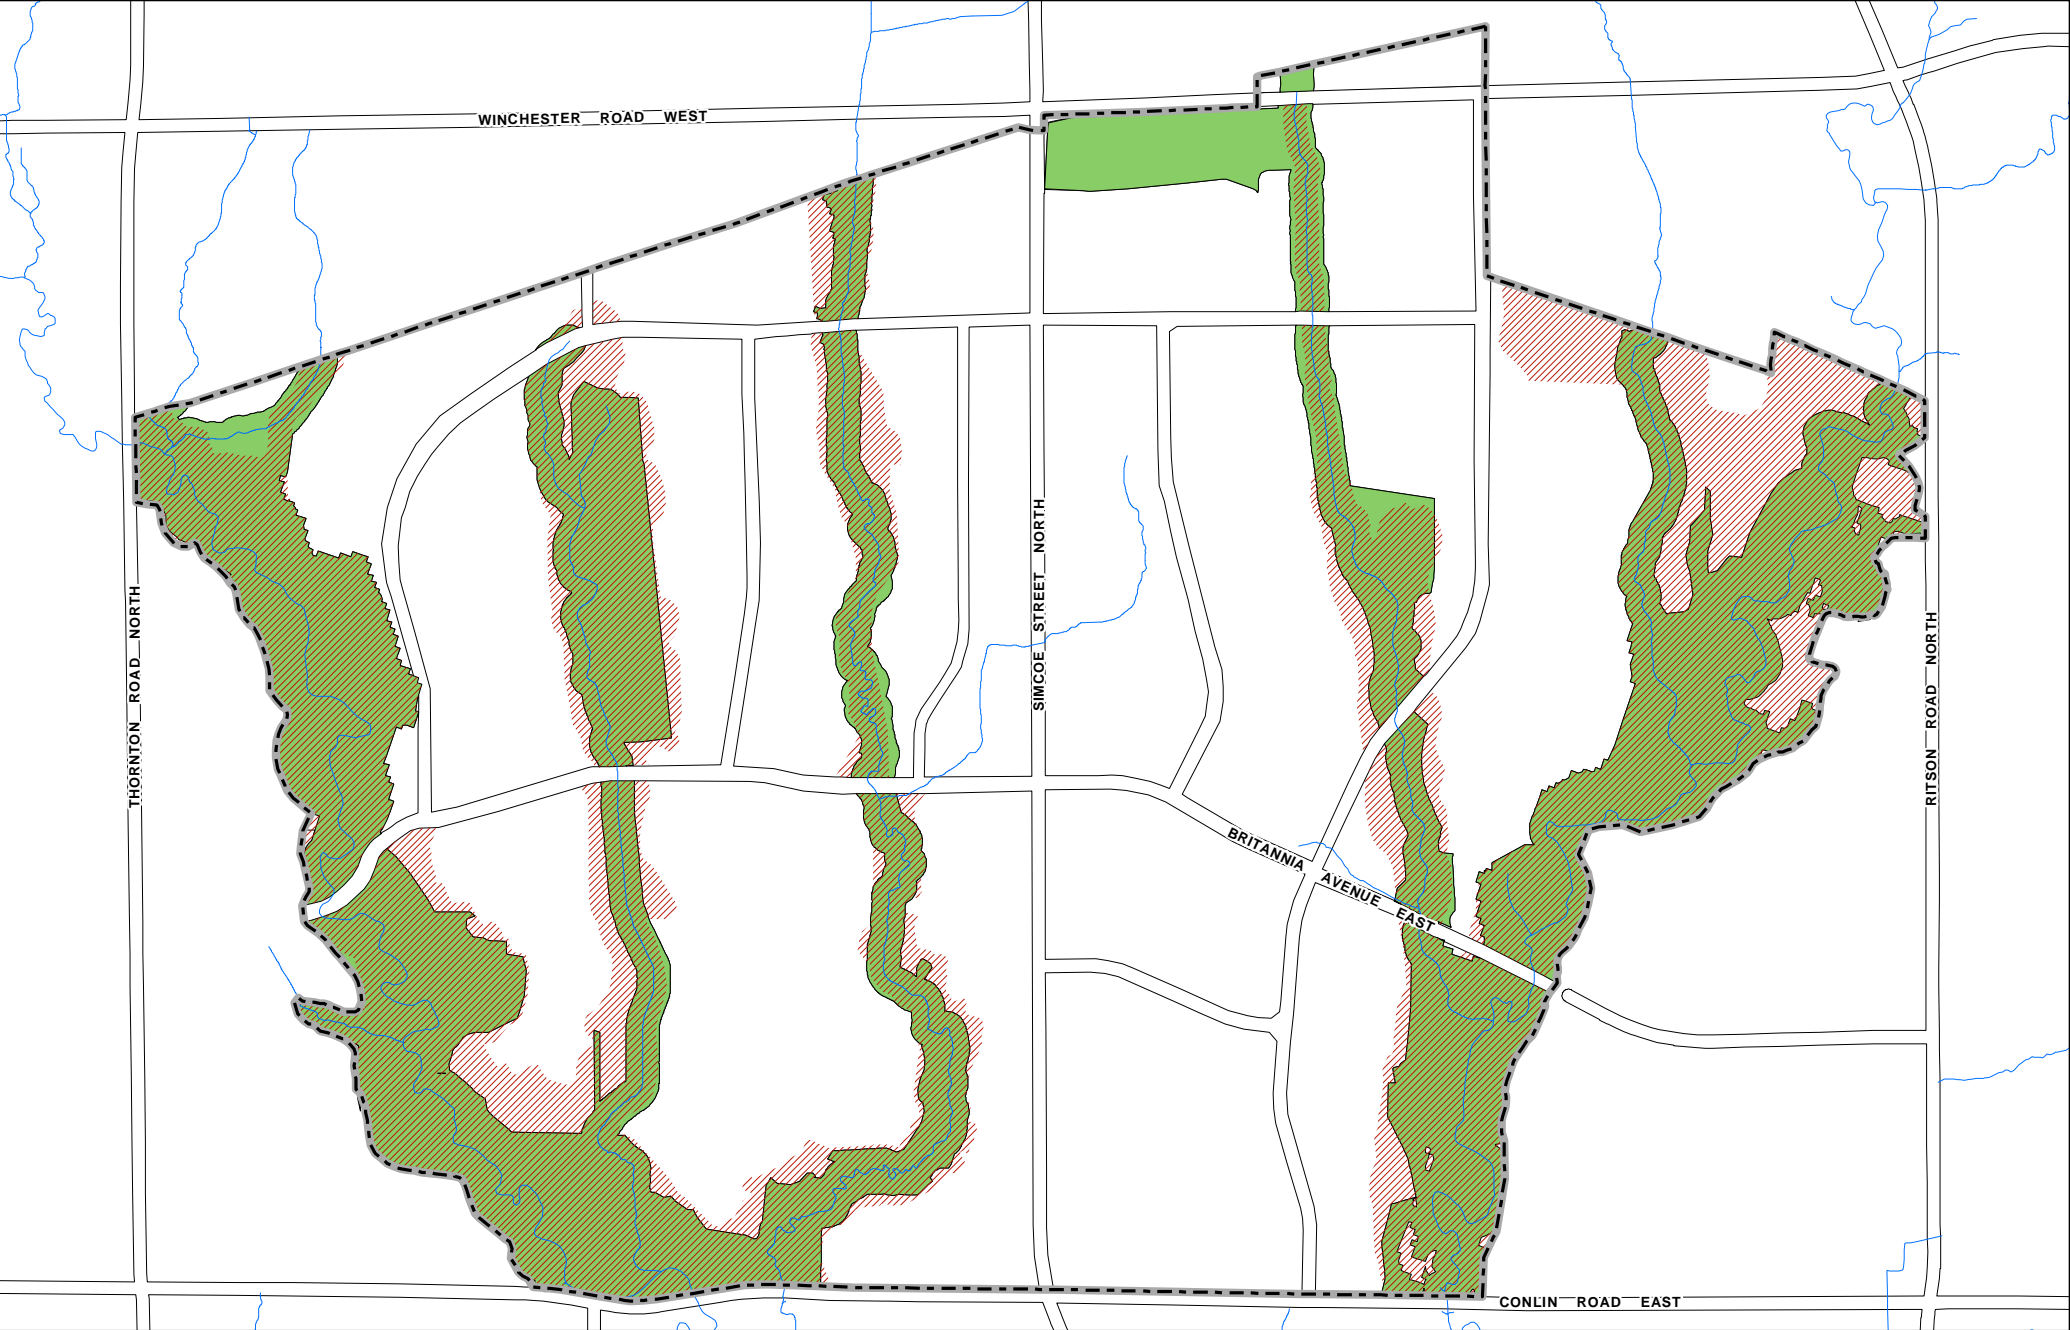 WINCHESTER ROAD WEST
THORNTON ROAD NORTH
SIMCOE STREET NORTH
RITSON ROAD NORTH
BRITANNIA AVENUE EAST
CONLIN ROAD EAST